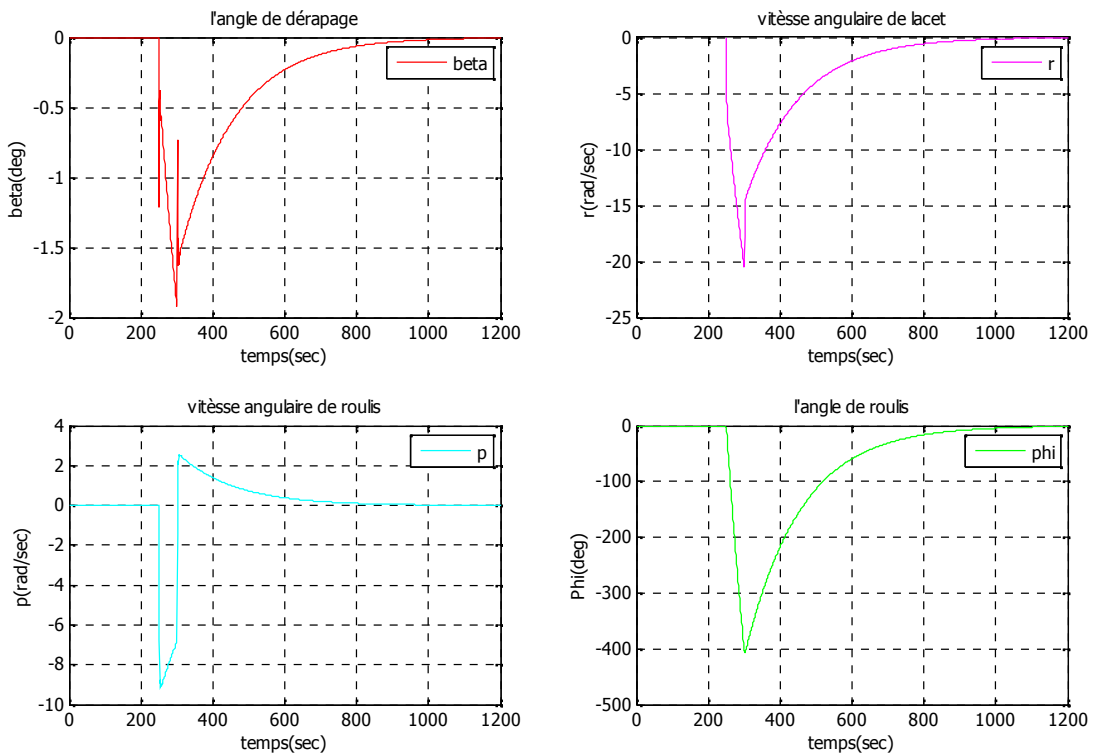 l'angle de dérapage
0
-0.5
-1
-1.5
-2
beta(deg)
beta
0 200 400 600 800 1000 1200
temps(sec)
vitèsse angulaire de lacet
0
-5
-10
-15
-20
-25
r(rad/sec)
r
0 200 400 600 800 1000 1200
temps(sec)
vitèsse angulaire de roulis
4
2
0
-2
-4
-6
-8
-10
p(rad/sec)
p
0 200 400 600 800 1000 1200
temps(sec)
l'angle de roulis
0
-100
-200
-300
-400
-500
Phi(deg)
phi
0 200 400 600 800 1000 1200
temps(sec)